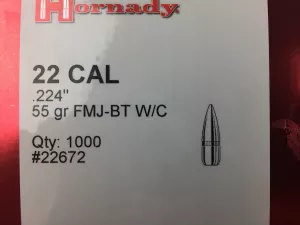 Hornady
22 CAL
.224"
55 gr FMJ-BT W/C
Qty: 1000
#22672